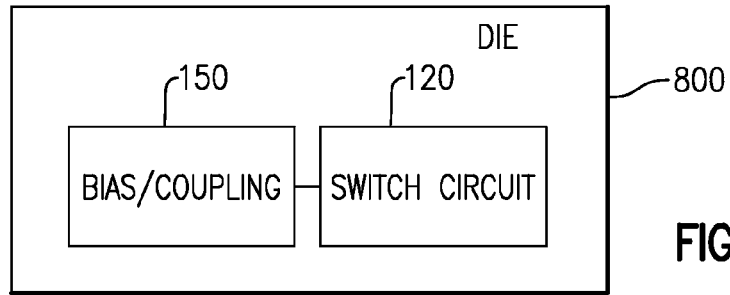 DIE
150
120
800
BIAS/COUPLING
SWITCH CIRCUIT
FIG